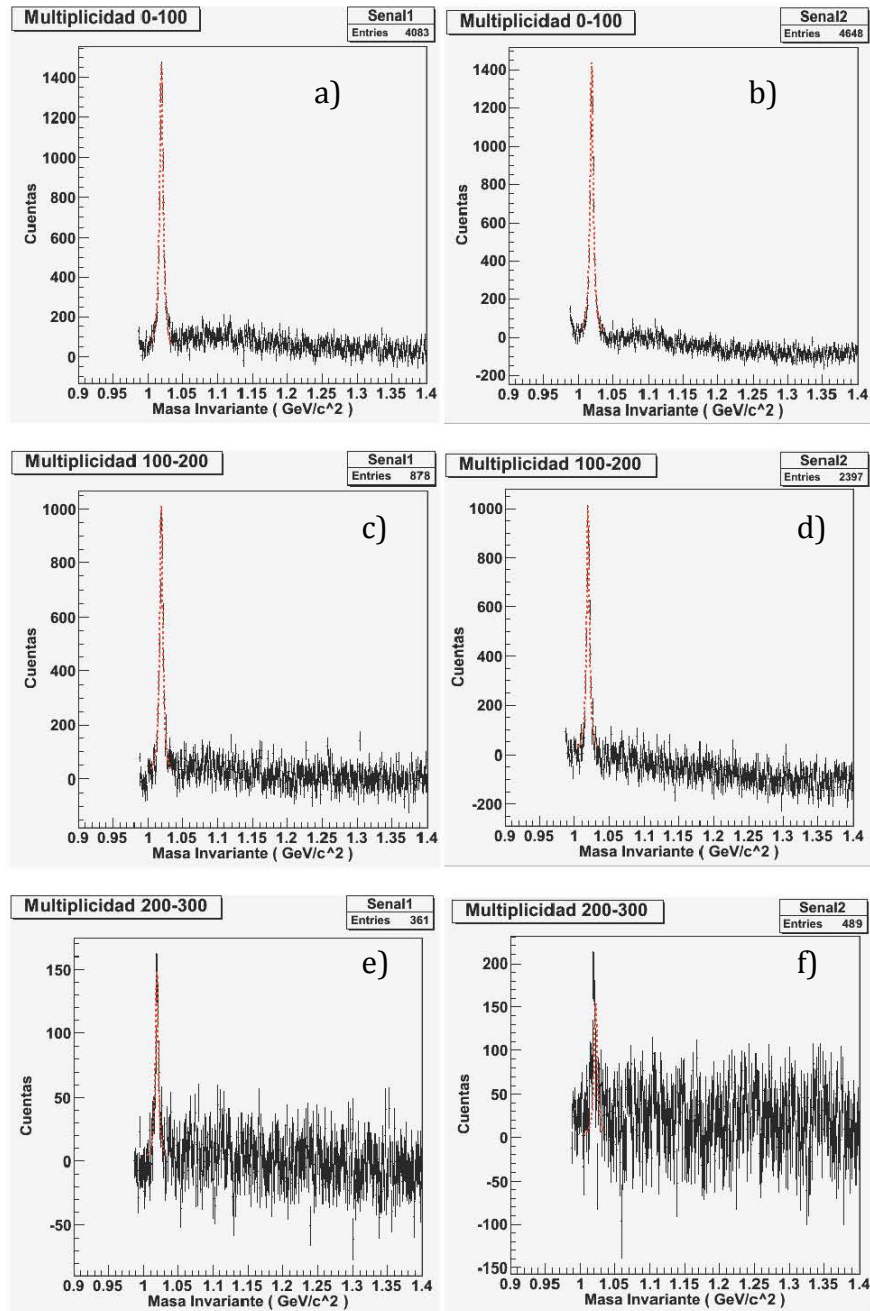 Multiplicidad 0-100
Senal1
Entries 4083
a)
1400
1200
1000
800
600
400
200
0
Cuentas
0.9 0.95 1 1.05 1.1 1.15 1.2 1.25 1.3 1.35 1.4
Masa Invariante ( GeV/c^2 )
Multiplicidad 0-100
Senal2
Entries 4648
b)
1400
1200
1000
800
600
400
200
0
-200
Cuentas
0.9 0.95 1 1.05 1.1 1.15 1.2 1.25 1.3 1.35 1.4
Masa Invariante ( GeV/c^2 )
Multiplicidad 100-200
Senal1
Entries 878
c)
1000
800
600
400
200
0
Cuentas
0.9 0.95 1 1.05 1.1 1.15 1.2 1.25 1.3 1.35 1.4
Masa Invariante ( GeV/c^2 )
Multiplicidad 100-200
Senal2
Entries 2397
d)
1000
800
600
400
200
0
-200
Cuentas
0.9 0.95 1 1.05 1.1 1.15 1.2 1.25 1.3 1.35 1.4
Masa Invariante ( GeV/c^2 )
Multiplicidad 200-300
Senal1
Entries 361
e)
150
100
50
0
-50
Cuentas
0.9 0.95 1 1.05 1.1 1.15 1.2 1.25 1.3 1.35 1.4
Masa Invariante ( GeV/c^2 )
Multiplicidad 200-300
Senal2
Entries 489
f)
200
150
100
50
0
-50
-100
-150
Cuentas
0.9 0.95 1 1.05 1.1 1.15 1.2 1.25 1.3 1.35 1.4
Masa Invariante ( GeV/c^2 )